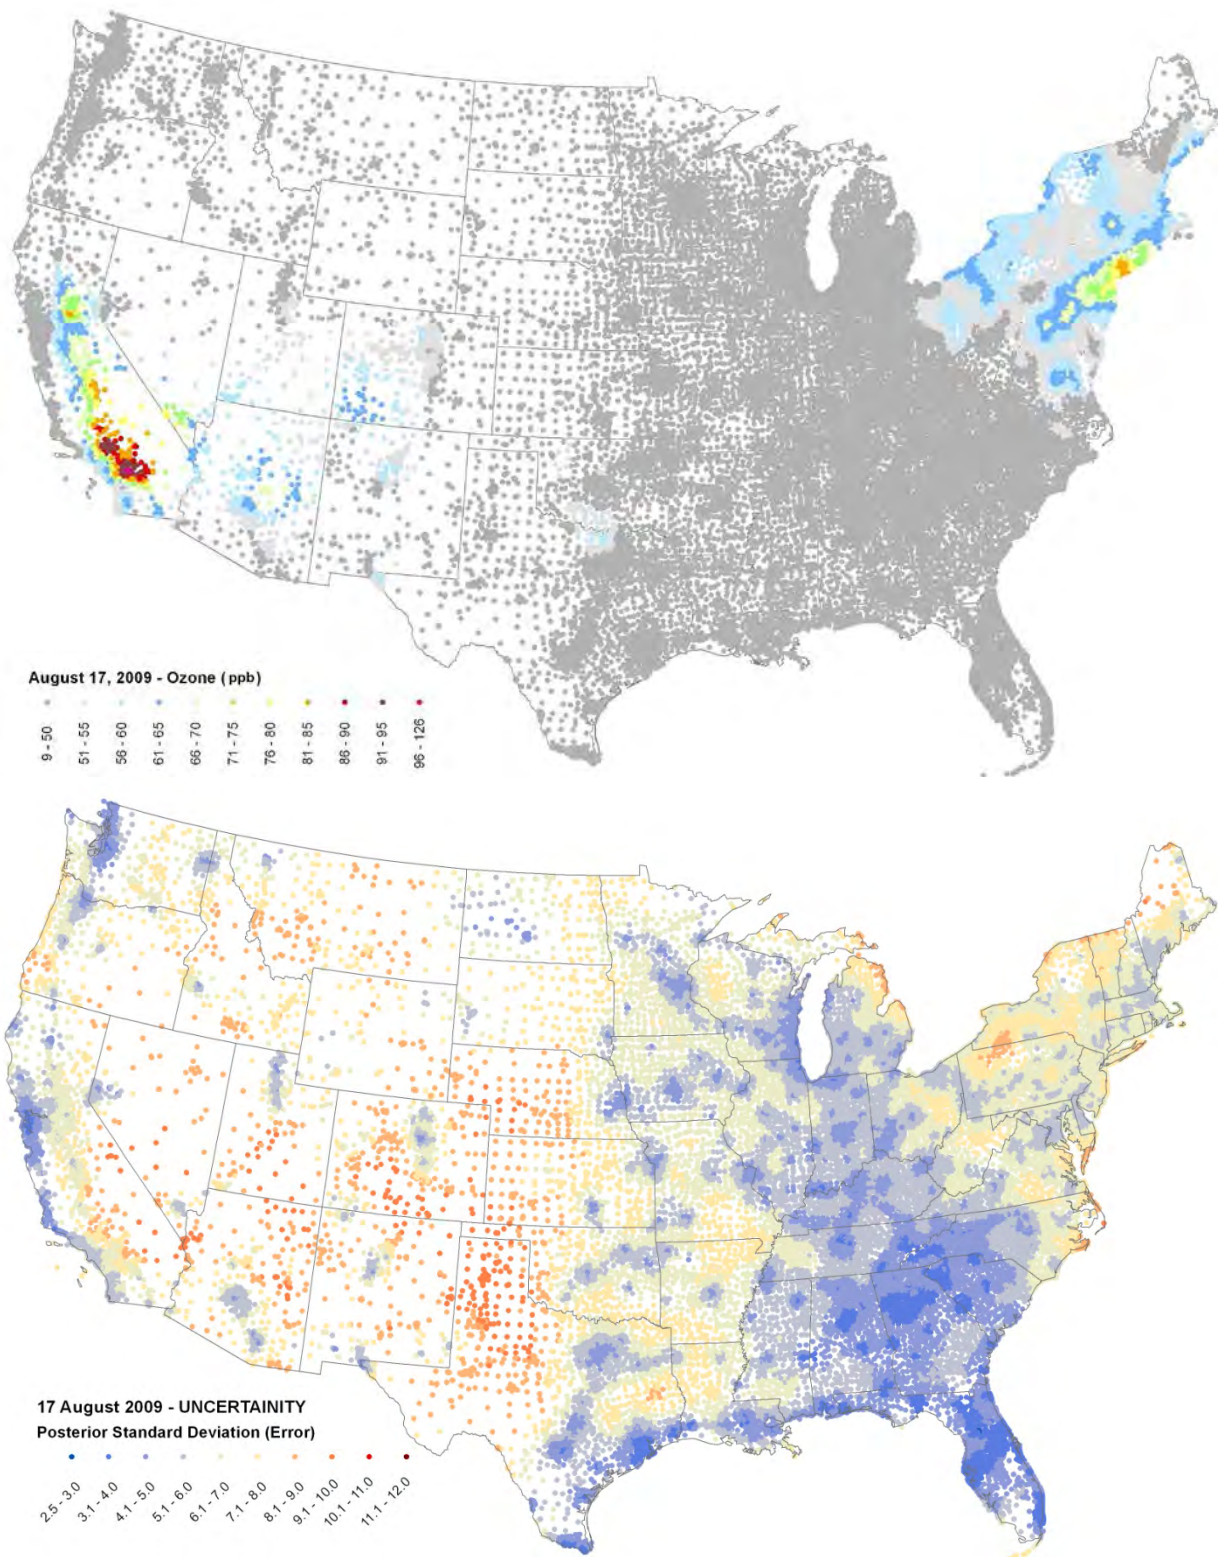 August 17, 2009 - Ozone (ppb)
9 - 50
51 - 55
56 - 60
61 - 65
66 - 70
71 - 75
76 - 80
81 - 85
86 - 90
91 - 95
96 - 126
17 August 2009 - UNCERTAINITY
Posterior Standard Deviation (Error)
2.5 - 3.0
3.1 - 4.0
4.1 - 5.0
5.1 - 6.0
6.1 - 7.0
7.1 - 8.0
8.1 - 9.0
9.1 - 10.0
10.1 - 11.0
11.1 - 12.0